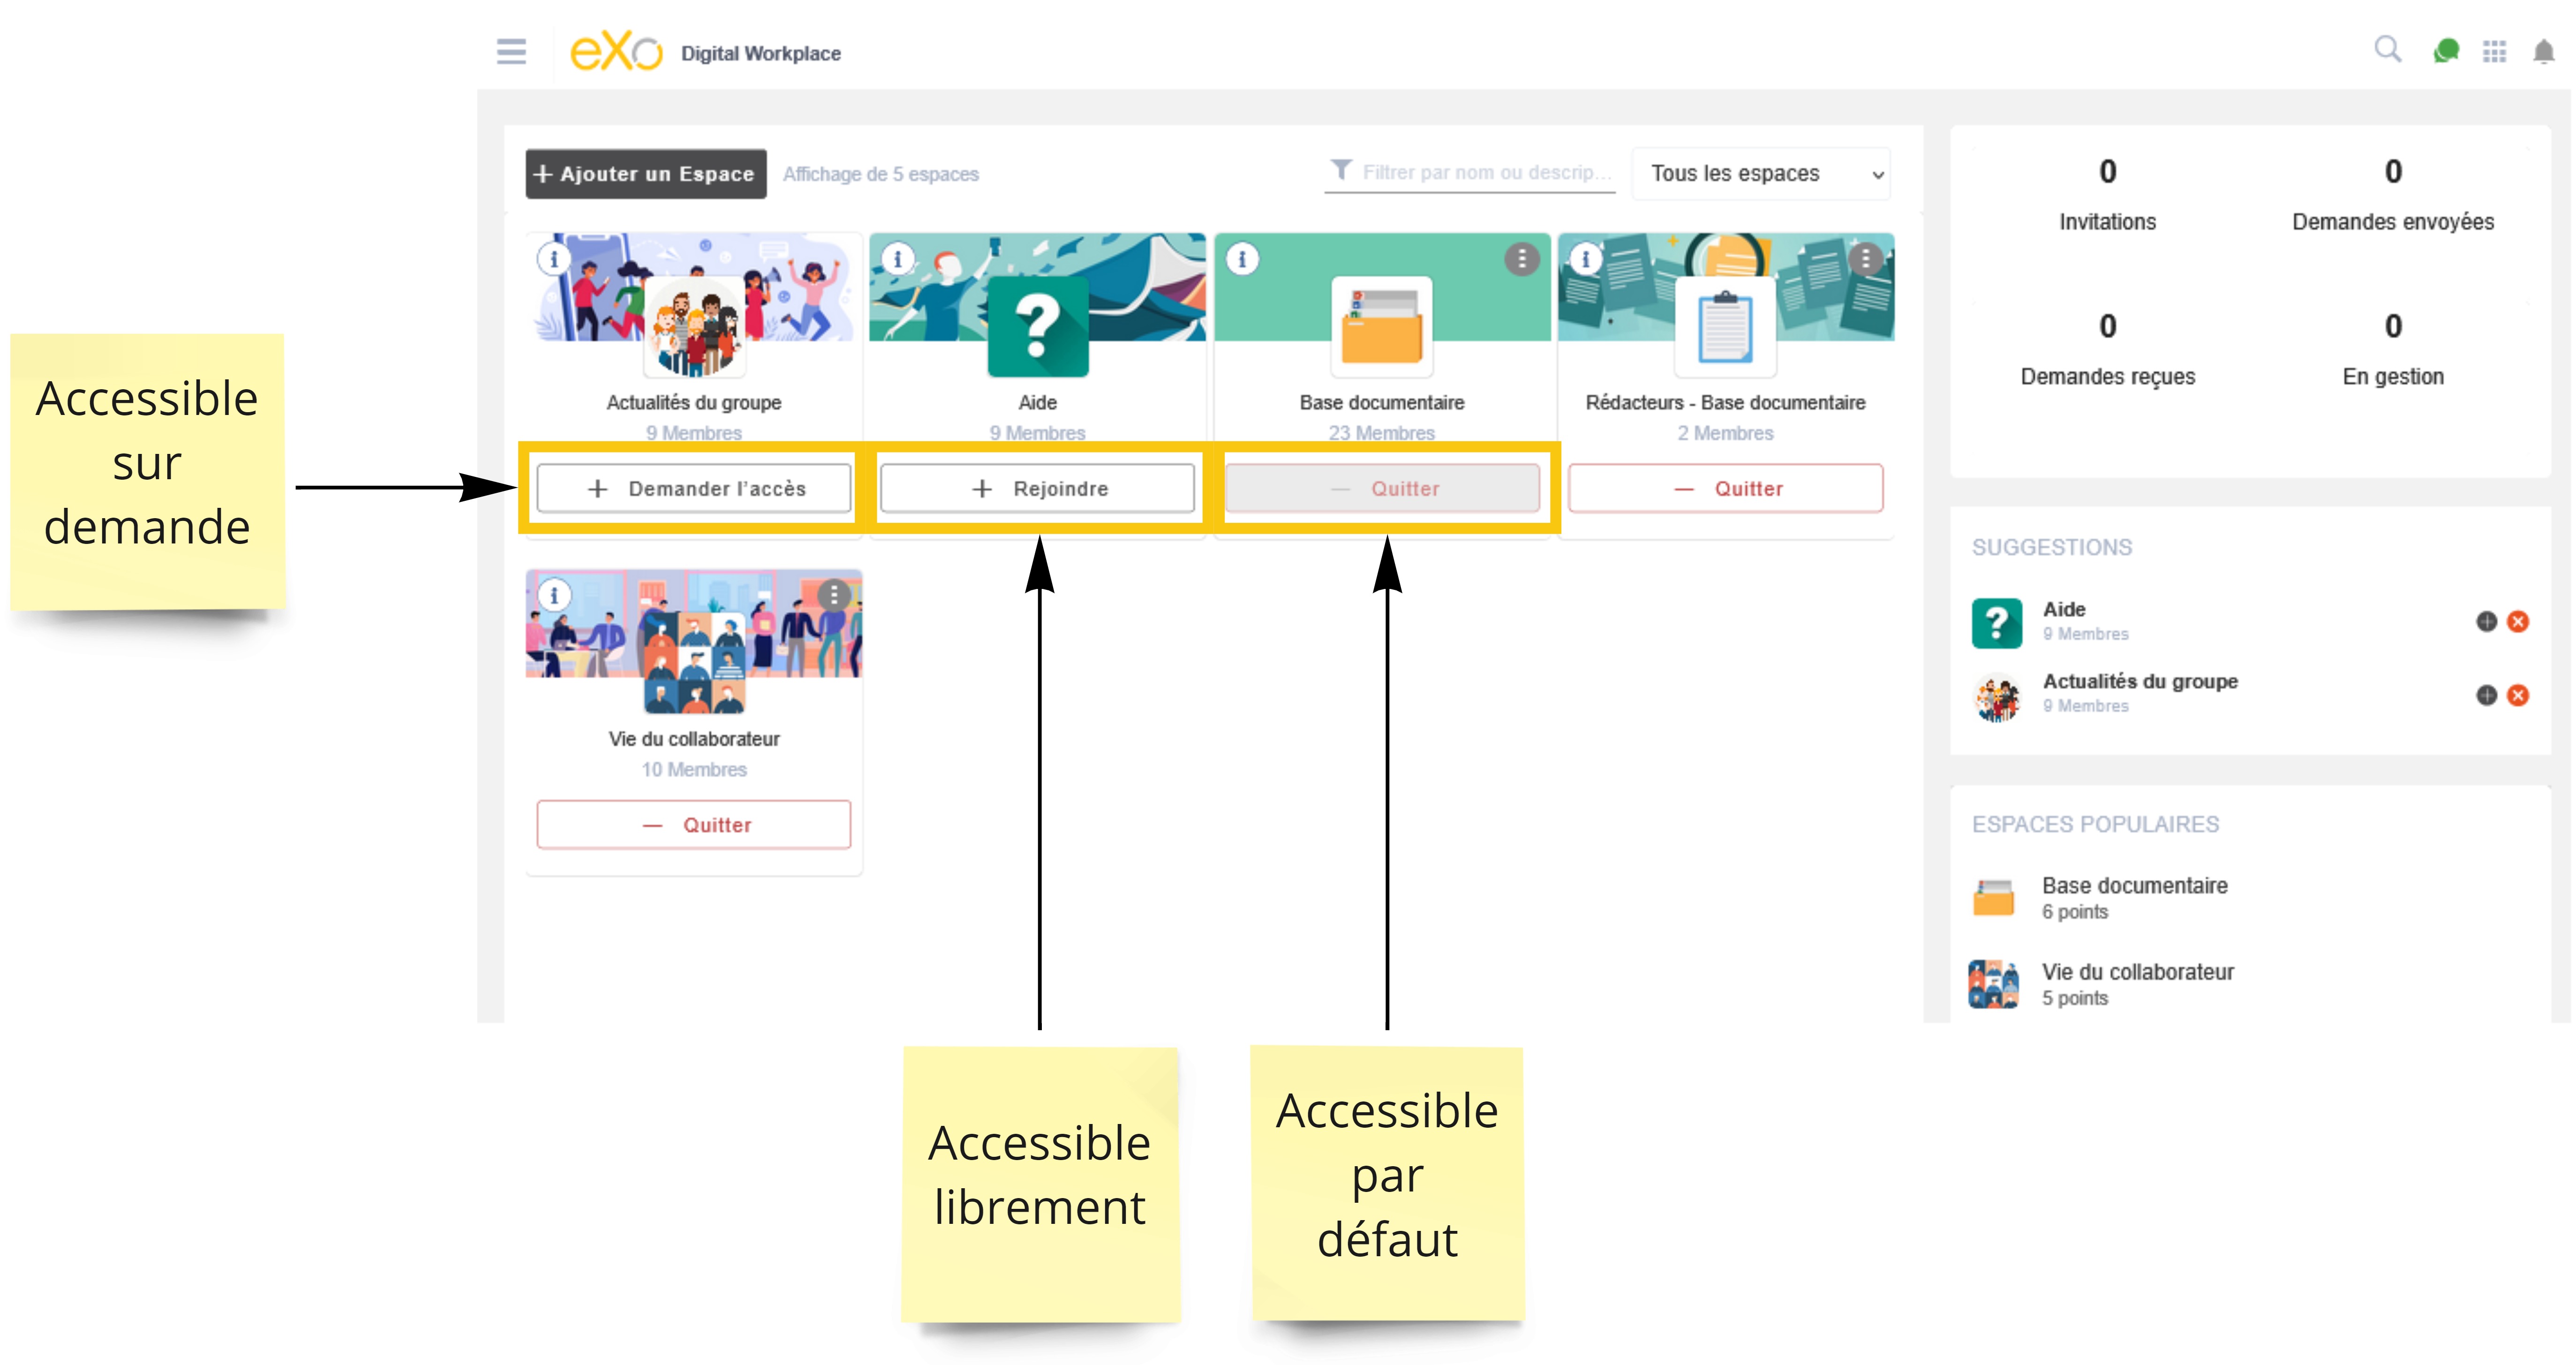 eXo Digital Workplace
+ Ajouter un Espace
Affichage de 5 espaces
Filtrer par nom ou descrip...
Tous les espaces
Actualités du groupe
9 Membres
+ Demander l'accès
Aide
9 Membres
+ Rejoindre
Base documentaire
23 Membres
— Quitter
Rédacteurs - Base documentaire
2 Membres
— Quitter
Vie du collaborateur
10 Membres
— Quitter
0
Invitations
0
Demandes envoyées
0
Demandes reçues
0
En gestion
SUGGESTIONS
Aide
9 Membres
Actualités du groupe
9 Membres
ESPACES POPULAIRES
Base documentaire
6 points
Vie du collaborateur
5 points
Accessible
sur
demande
Accessible
librement
Accessible
par
défaut